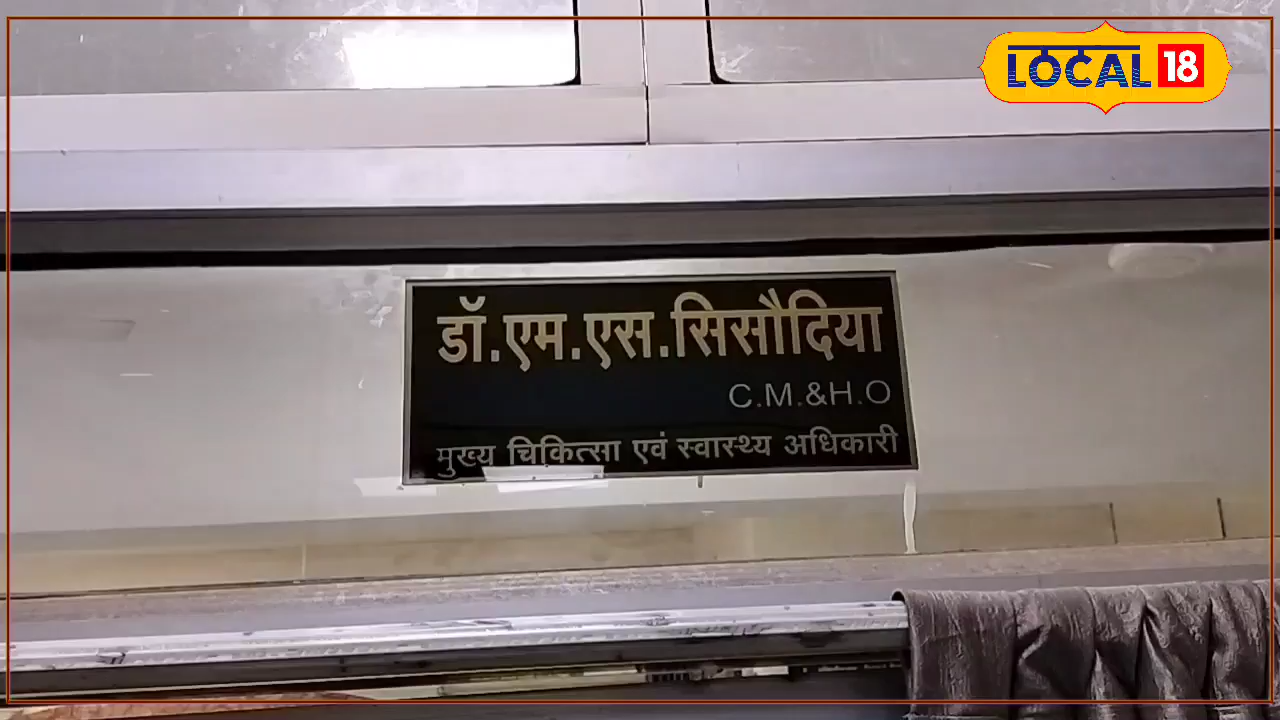 LOCAL 18
डॉ.एम.एस.सिसौदिया
C.M.&H.O
मुख्य चिकित्सा एवं स्वास्थ्य अधिकारी